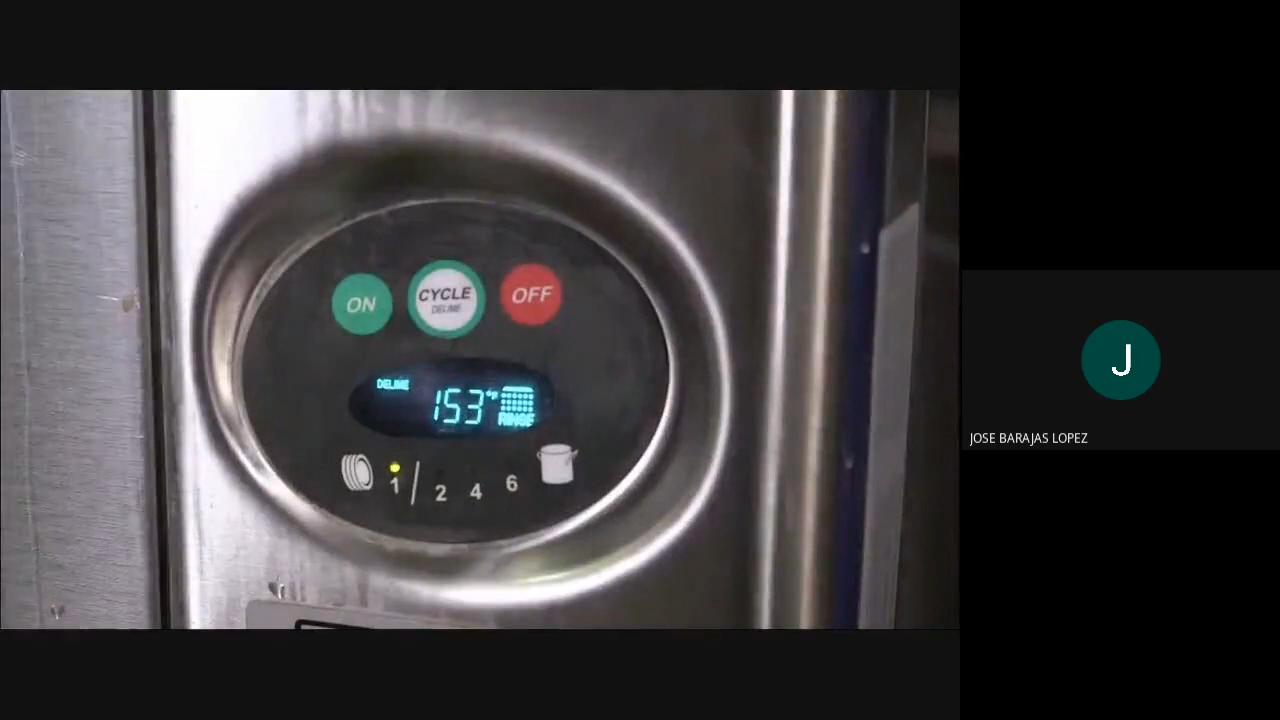 ON
CYCLE
DELIME
OFF
DELIME
153°F
RINSE
1 2 4 6
J
JOSE BARAJAS LOPEZ